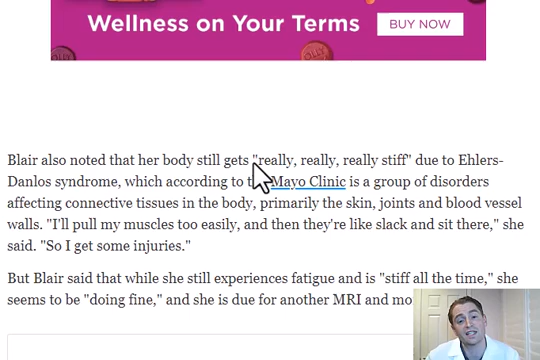 Wellness on Your Terms
BUY NOW
OLLY
OLLY
Blair also noted that her body still gets "really, really, really stiff" due to Ehlers-
Danlos syndrome, which according to Mayo Clinic is a group of disorders
affecting connective tissues in the body, primarily the skin, joints and blood vessel
walls. "I'll pull my muscles too easily, and then they're like slack and sit there," she
said. "So I get some injuries."
But Blair said that while she still experiences fatigue and is "stiff all the time," she
seems to be "doing fine," and she is due for another MRI and